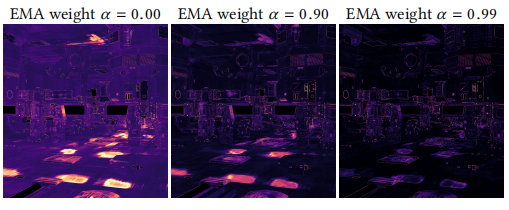 EMA weight α = 0.00
EMA weight α = 0.90
EMA weight α = 0.99